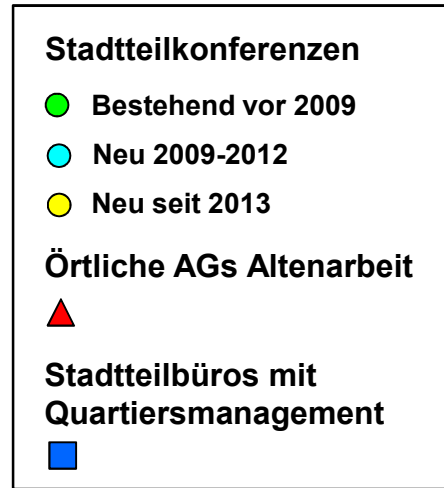 Stadtteilkonferenzen
Bestehend vor 2009
Neu 2009-2012
Neu seit 2013
Örtliche AGs Altenarbeit
Stadtteilbüros mit
Quartiersmanagement